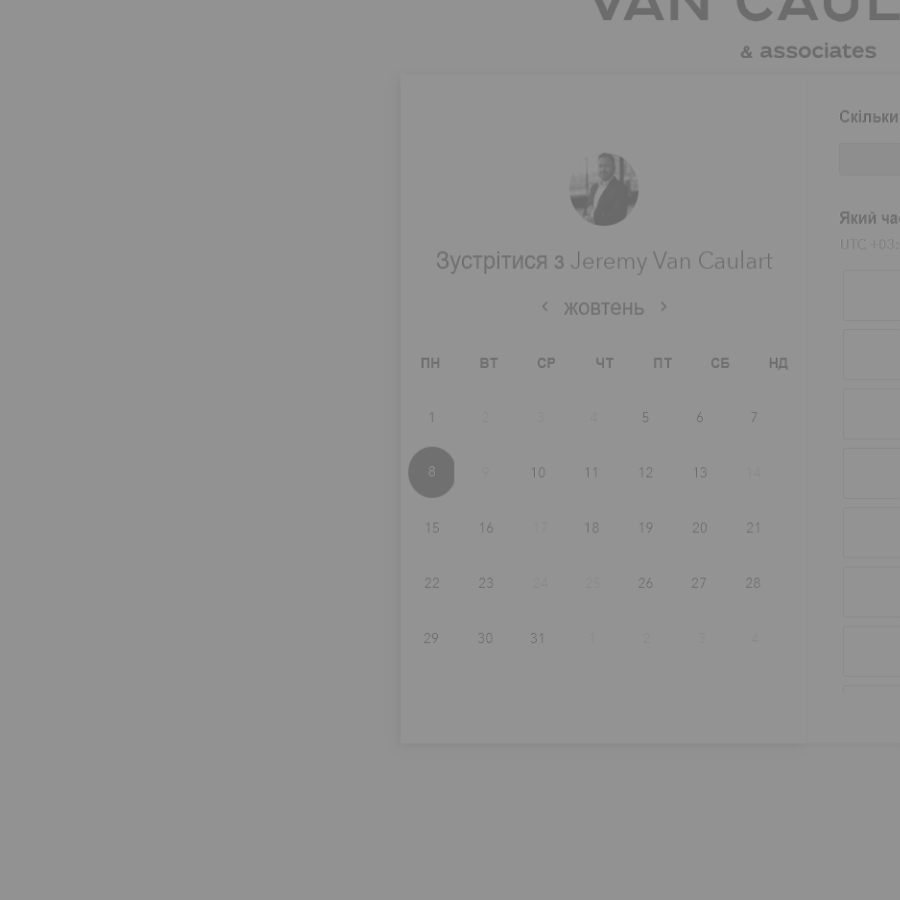 VAN CAUL
& associates
Зустрітися з Jeremy Van Caulart
жовтень
ПН ВТ СР ЧТ ПТ СБ НД
1 2 3 4 5 6 7
8 9 10 11 12 13 14
15 16 17 18 19 20 21
22 23 24 25 26 27 28
29 30 31 1 2 3 4
Скільки
Який ча
UTC +03: